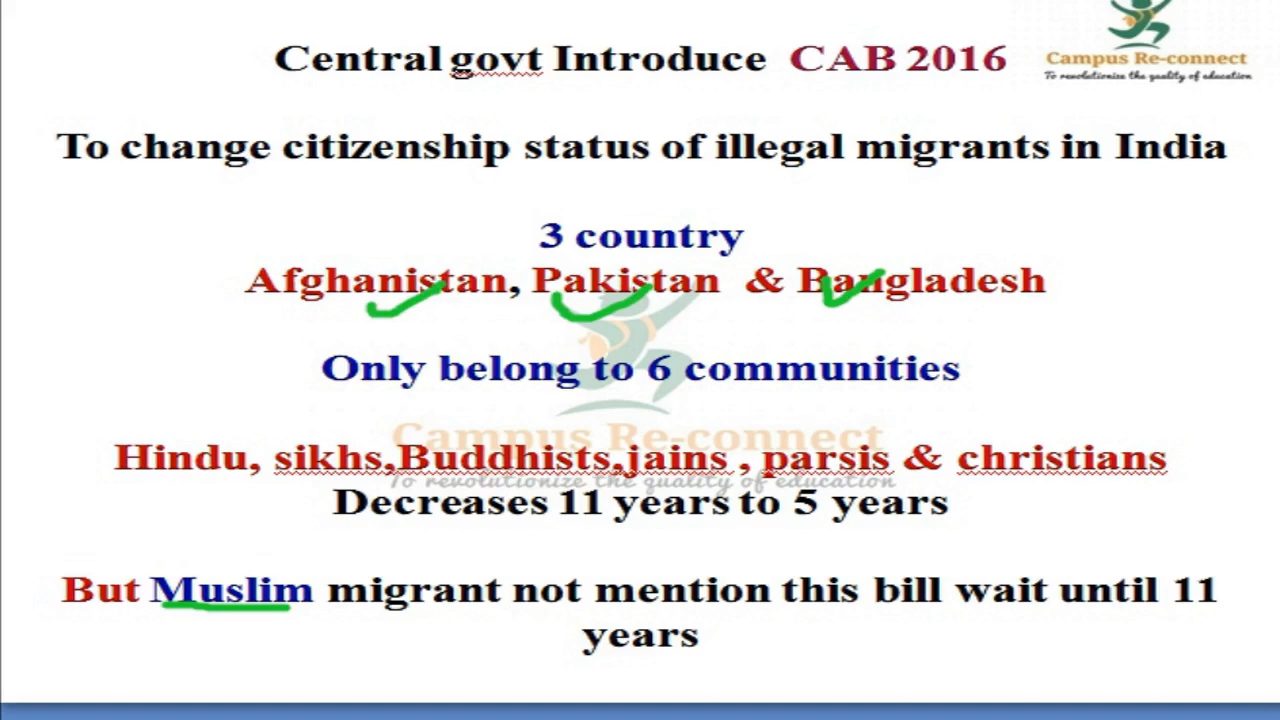 Central govt Introduce CAB 2016
Campus Re-connect
To revolutionize the quality of education
To change citizenship status of illegal migrants in India
3 country
Afghanistan, Pakistan & Bangladesh
Only belong to 6 communities
Campus Re-connect
Hindu, sikhs,Buddhists,jains , parsis & christians
To revolutionize the quality of education
Decreases 11 years to 5 years
But Muslim migrant not mention this bill wait until 11
years